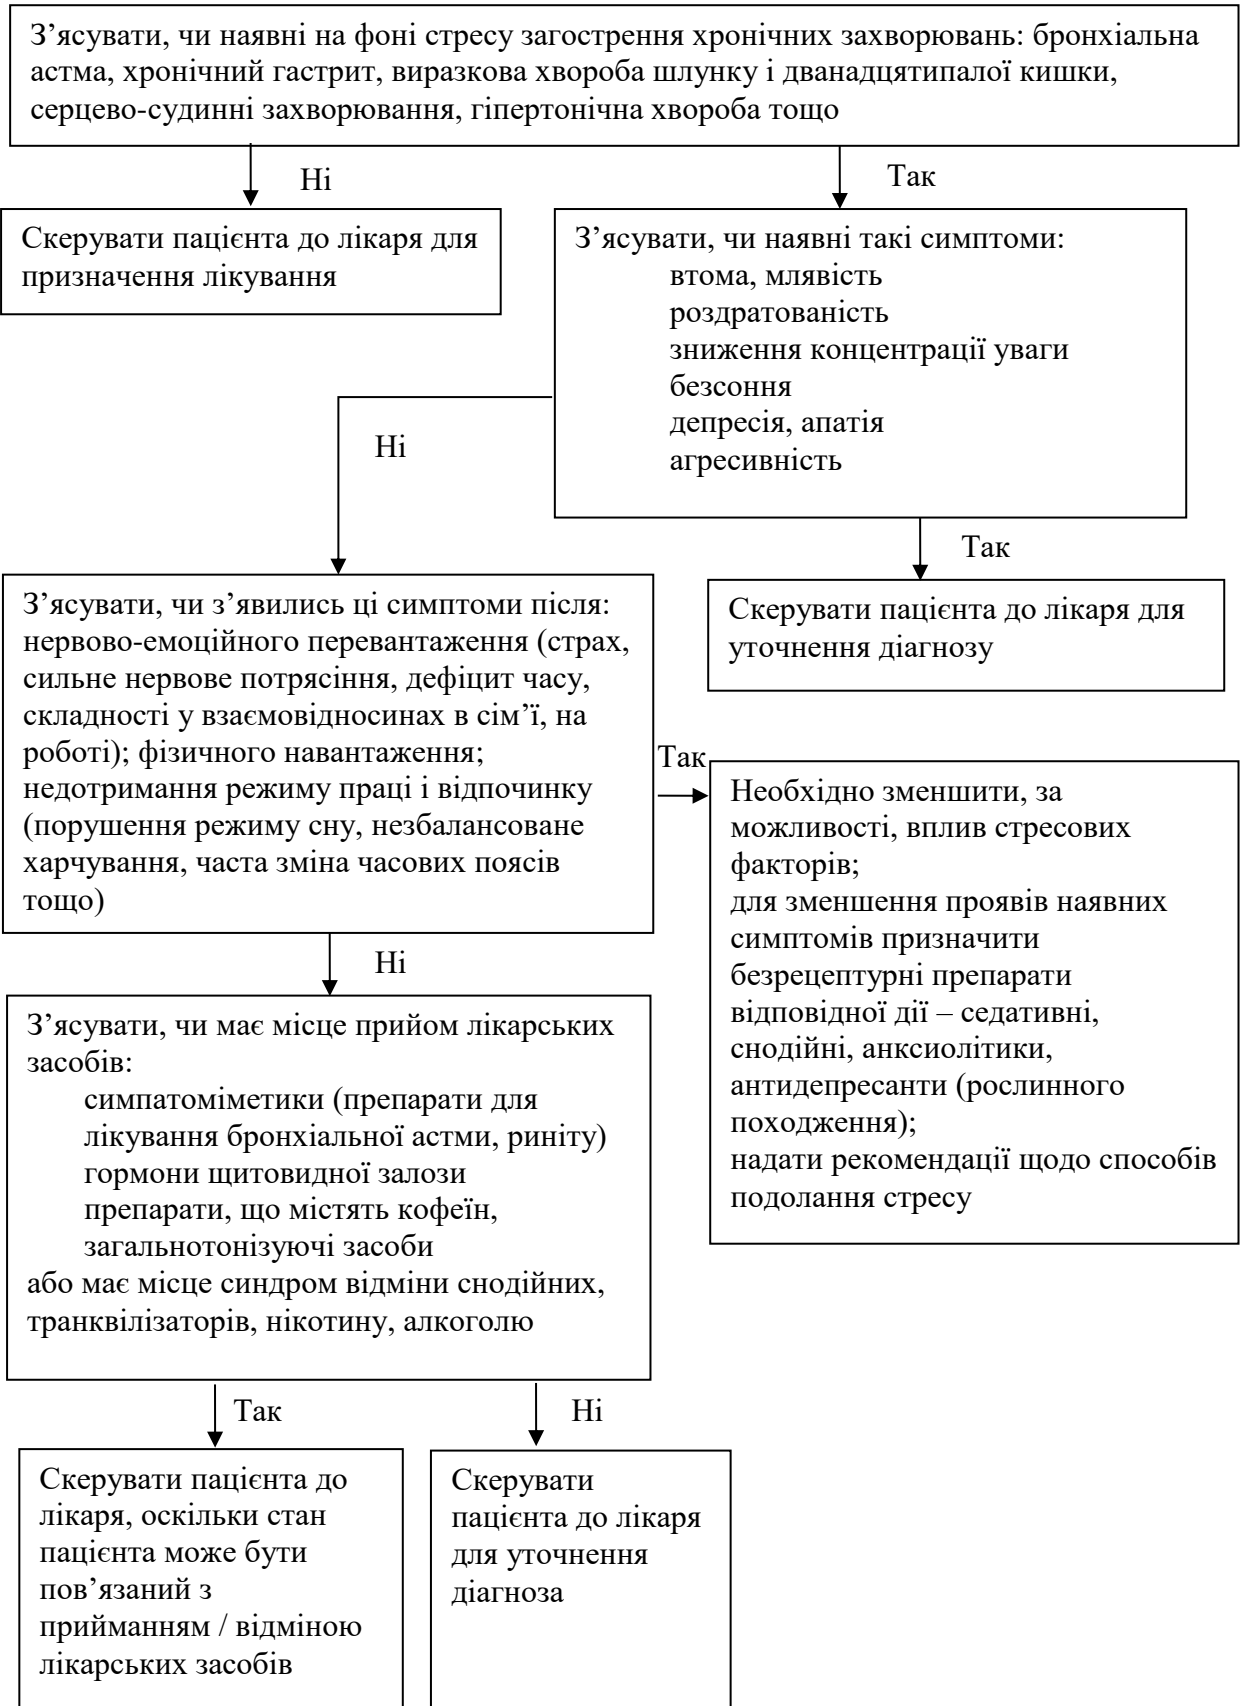 З’ясувати, чи наявні на фоні стресу загострення хронічних захворювань: бронхіальна
астма, хронічний гастрит, виразкова хвороба шлунку і дванадцятипалої кишки,
серцево-судинні захворювання, гіпертонічна хвороба тощо
Ні
Так
Скерувати пацієнта до лікаря для
призначення лікування
З’ясувати, чи наявні такі симптоми:
втома, млявість
роздратованість
зниження концентрації уваги
безсоння
депресія, апатія
агресивність
Ні
Так
З’ясувати, чи з’явились ці симптоми після:
нервово-емоційного перевантаження (страх,
сильне нервове потрясіння, дефіцит часу,
складності у взаємовідносинах в сім’ї, на
роботі); фізичного навантаження;
недотримання режиму праці і відпочинку
(порушення режиму сну, незбалансоване
харчування, часта зміна часових поясів
тощо)
Скерувати пацієнта до лікаря для
уточнення діагнозу
Так
Необхідно зменшити, за
можливості, вплив стресових
факторів;
для зменшення проявів наявних
симптомів призначити
безрецептурні препарати
відповідної дії – седативні,
снодійні, анксиолітики,
антидепресанти (рослинного
походження);
надати рекомендації щодо способів
подолання стресу
Ні
З’ясувати, чи має місце прийом лікарських
засобів:
симпатоміметики (препарати для
лікування бронхіальної астми, риніту)
гормони щитовидної залози
препарати, що містять кофеїн,
загальнотонізуючі засоби
або має місце синдром відміни снодійних,
транквілізаторів, нікотину, алкоголю
Так
Ні
Скерувати пацієнта до
лікаря, оскільки стан
пацієнта може бути
пов’язаний з
прийманням / відміною
лікарських засобів
Скерувати
пацієнта до лікаря
для уточнення
діагноза